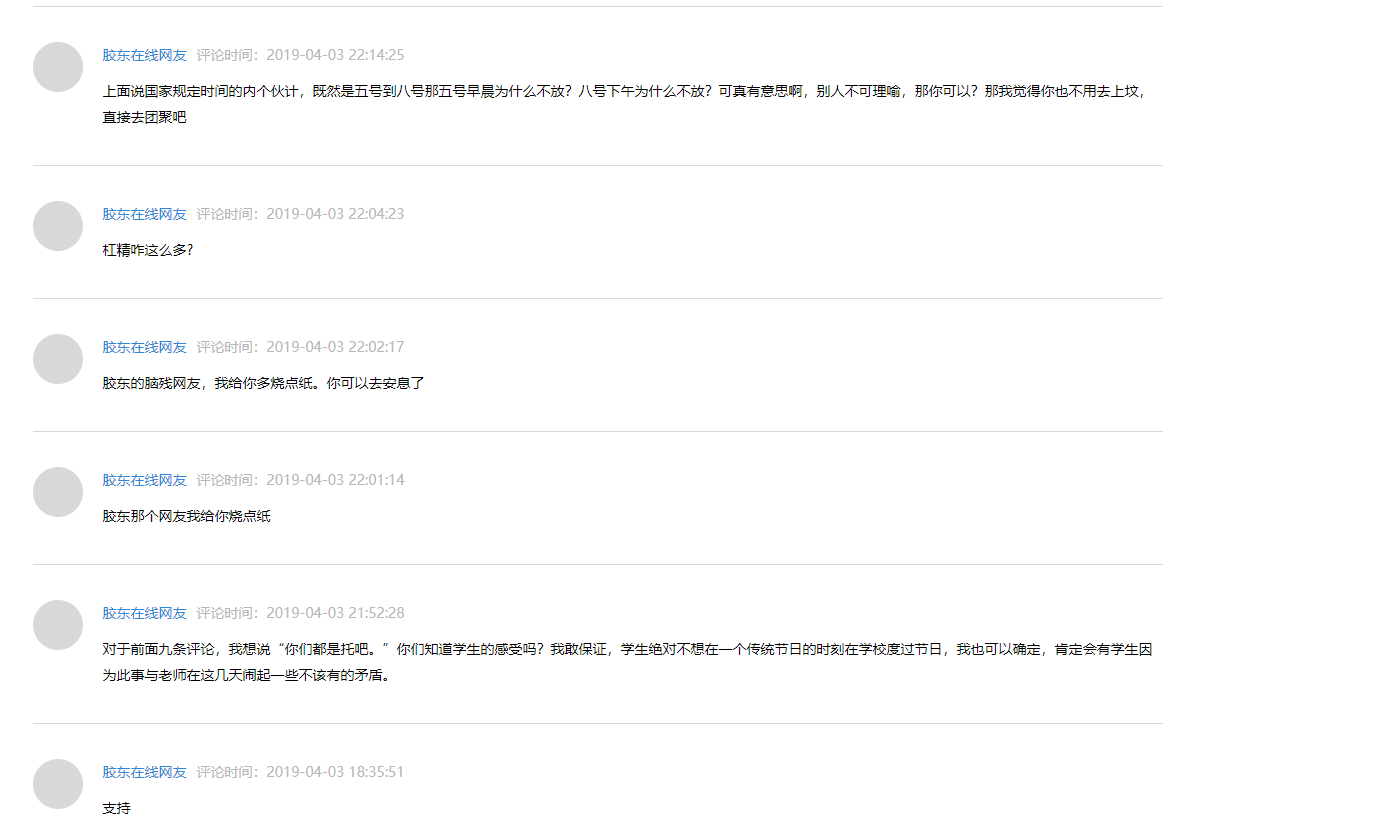 胶东在线网友 评论时间：2019-04-03 22:14:25
上面说国家规定时间的内个伙计，既然是五号到八号那五号早晨为什么不放？八号下午为什么不放？可真有意思啊，别人不可理喻，那你可以？那我觉得你也不用去上坟，
直接去团聚吧
胶东在线网友 评论时间：2019-04-03 22:04:23
杠精咋这么多？
胶东在线网友 评论时间：2019-04-03 22:02:17
胶东的脑残网友，我给你多烧点纸。你可以去安息了
胶东在线网友 评论时间：2019-04-03 22:01:14
胶东那个网友我给你烧点纸
胶东在线网友 评论时间：2019-04-03 21:52:28
对于前面九条评论，我想说“你们都是托吧。”你们知道学生的感受吗？我敢保证，学生绝对不想在一个传统节日的时刻在学校度过节日，我也可以确定，肯定会有学生因
为此事与老师在这几天闹起一些不该有的矛盾。
胶东在线网友 评论时间：2019-04-03 18:35:51
支持